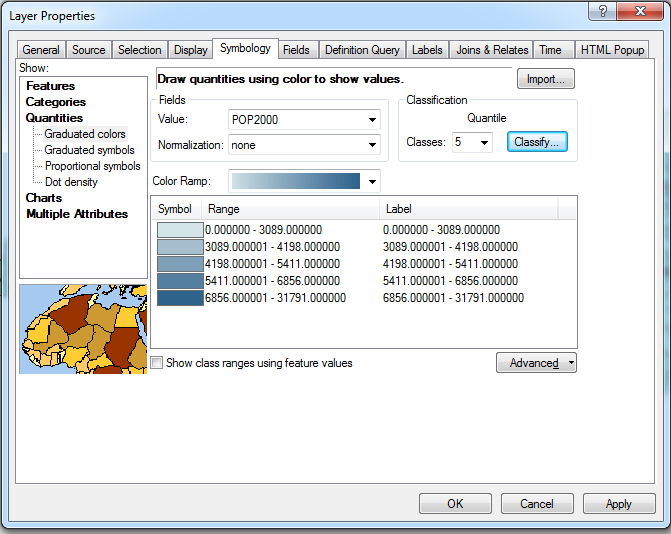 Layer Properties
?
General Source Selection Display Symbology Fields Definition Query Labels Joins & Relates Time HTML Popup
Show:
Features
Categories
Quantities
Graduated colors
Graduated symbols
Proportional symbols
Dot density
Charts
Multiple Attributes
Draw quantities using color to show values.
Import...
Fields
Value: POP2000
Normalization: none
Classification
Quantile
Classes: 5 Classify...
Color Ramp:
Symbol Range Label
0.000000 - 3089.000000 0.000000 - 3089.000000
3089.000001 - 4198.000000 3089.000001 - 4198.000000
4198.000001 - 5411.000000 4198.000001 - 5411.000000
5411.000001 - 6856.000000 5411.000001 - 6856.000000
6856.000001 - 31791.000000 6856.000001 - 31791.000000
Show class ranges using feature values
Advanced
OK Cancel Apply